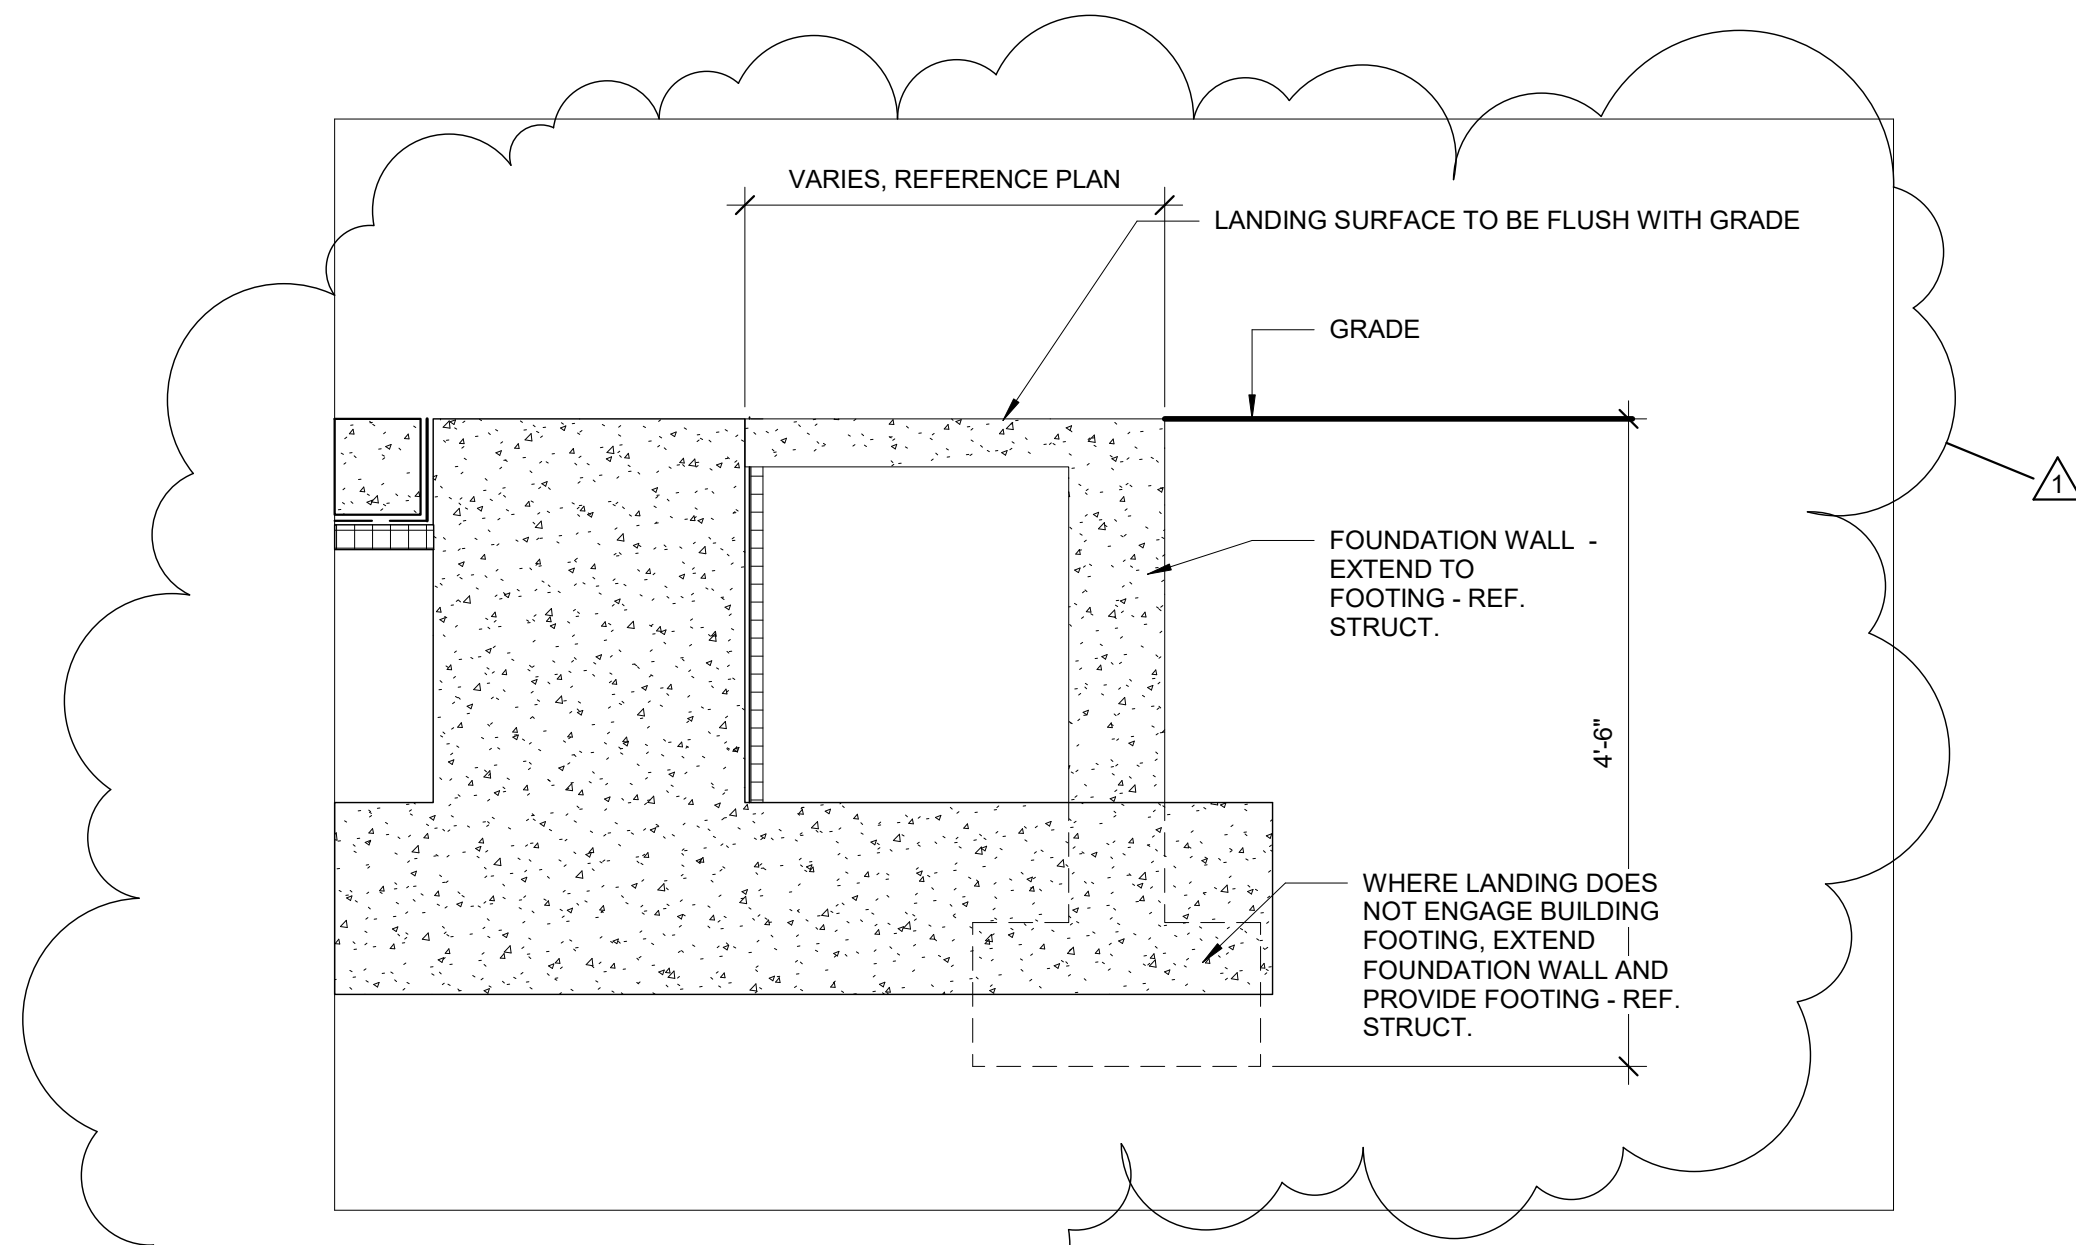 VARIES, REFERENCE PLAN
LANDING SURFACE TO BE FLUSH WITH GRADE
GRADE
1
FOUNDATION WALL -
EXTEND TO
FOOTING - REF.
STRUCT.
4'-6"
WHERE LANDING DOES
NOT ENGAGE BUILDING
FOOTING, EXTEND
FOUNDATION WALL AND
PROVIDE FOOTING - REF.
STRUCT.